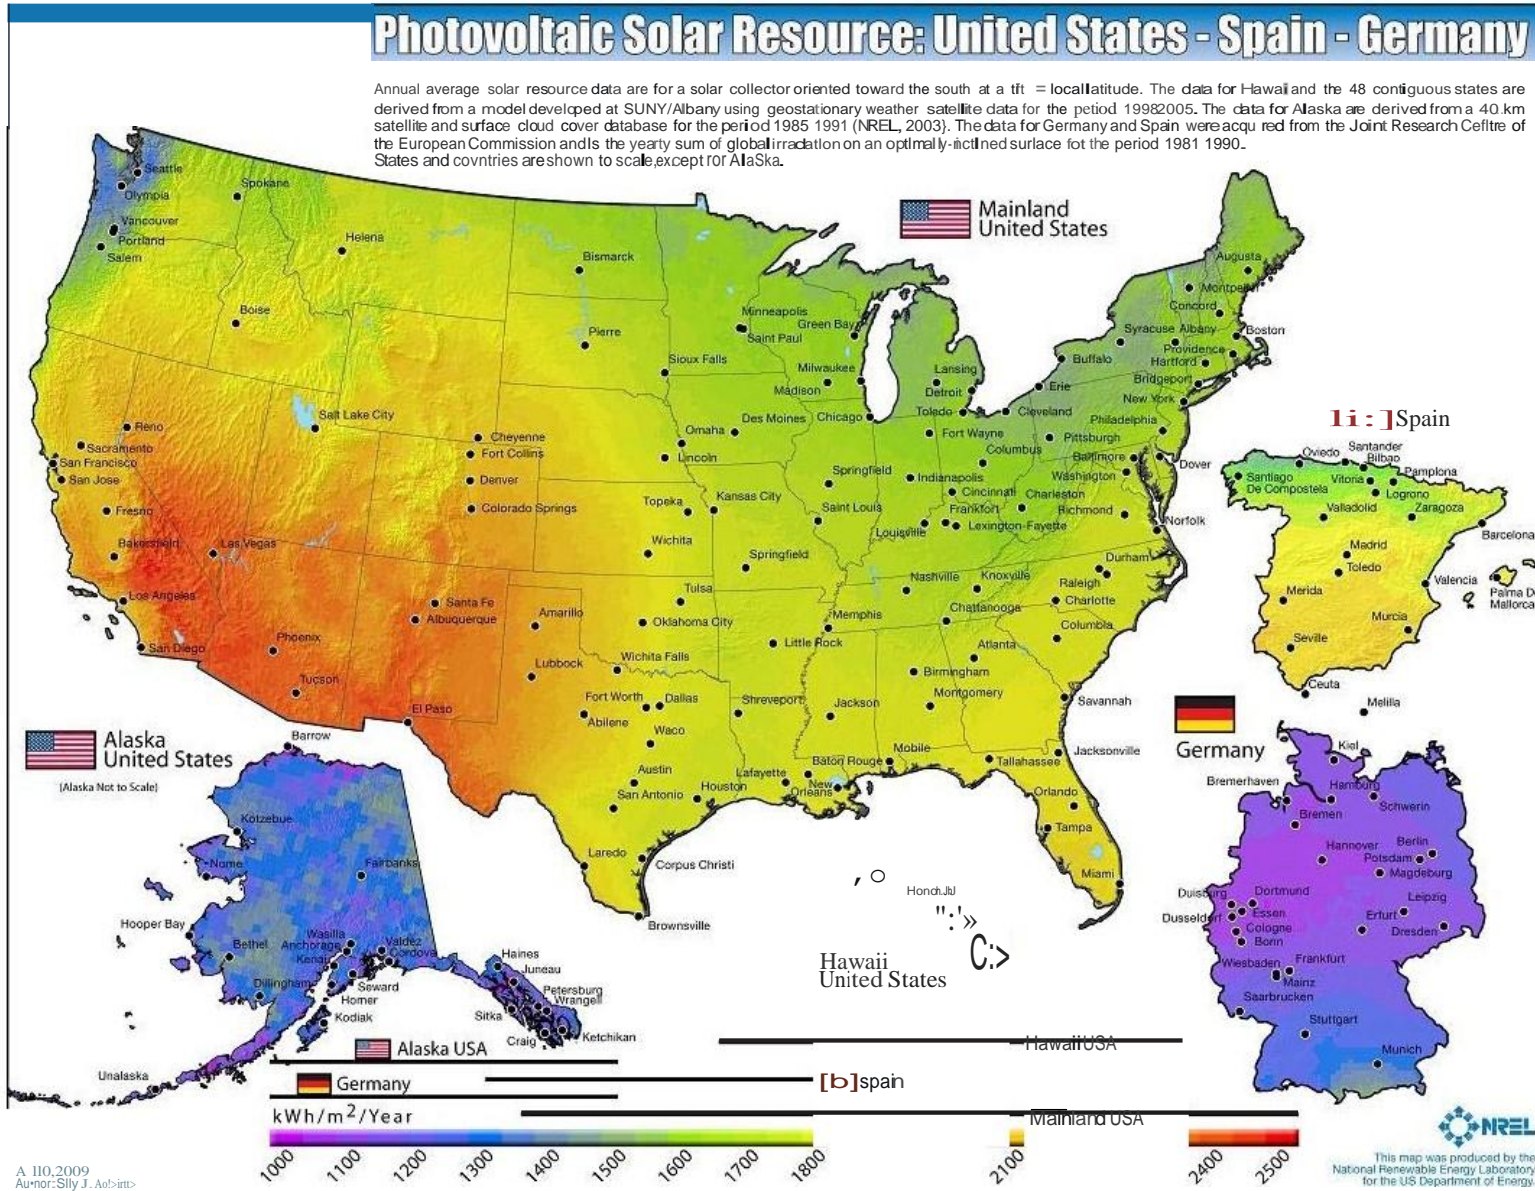 Photovoltaic Solar Resource: United States - Spain - Germany
Annual average solar resource data are for a solar collector oriented toward the south at a tilt = local latitude. The data for Hawaii and the 48 contiguous states are
derived from a model developed at SUNY/Albany using geostationary weather satellite data for the petiod 19982005. The data for Alaska are derived from a 40 km
satellite and surface cloud cover database for the period 1985 1991 (NREL, 2003}. The data for Germany and Spain were acqu red from the Joint Research Cefltre of
the European Commission and Is the yearty sum of global irradation on an optlmally-nctlned surlace fot the period 1981 1990.
States and covntries are shown to scale,except ror AlaSka.
Mainland
United States
Seattle
Olympia
Spokane
Vancouver
Portland
Salem
Helena
Bismarck
Boise
Pierre
Minneapolis
Saint Paul
Green Bay
Sioux Falls
Milwaukee
Madison
Lansing
Detroit
Augusta
Montpelier
Concord
Syracuse
Albany
Boston
Providence
Hartford
Buffalo
Erie
Bridgeport
New York
Reno
Sacramento
San Francisco
San Jose
Fresno
Bakersfield
Los Angeles
San Diego
Las Vegas
Salt Lake City
Cheyenne
Fort Collins
Denver
Colorado Springs
Omaha
Lincoln
Des Moines
Chicago
Toledo
Cleveland
Fort Wayne
Columbus
Pittsburgh
Philadelphia
Baltimore
Dover
Washington
Springfield
Indianapolis
Cincinnati
Charleston
Topeka
Kansas City
Saint Louis
Frankfort
Louisville
Lexington-Fayette
Richmond
Norfolk
Wichita
Springfield
Durham
Raleigh
Tulsa
Nashville
Knoxville
Charlotte
Santa Fe
Albuquerque
Amarillo
Oklahoma City
Memphis
Chattanooga
Columbia
Phoenix
Tucson
El Paso
Lubbock
Wichita Falls
Little Rock
Atlanta
Birmingham
Fort Worth
Dallas
Abilene
Shreveport
Jackson
Montgomery
Savannah
Waco
Austin
San Antonio
Houston
Lafayette
Baton Rouge
New
Orleans
Mobile
Tallahassee
Jacksonville
Orlando
Tampa
Miami
Laredo
Corpus Christi
Brownsville
li:]Spain
Oviedo
Santander
Bilbao
Pamplona
Santiago
De Compostela
Vitoria
Logrono
Valladolid
Zaragoza
Barcelona
Madrid
Toledo
Valencia
Palma De
Mallorca
Merida
Murcia
Seville
Ceuta
Melilla
Germany
Kiel
Bremerhaven
Hamburg
Schwerin
Bremen
Hannover
Berlin
Potsdam
Magdeburg
Duisburg
Dortmund
Essen
Dusseldorf
Cologne
Bonn
Leipzig
Erfurt
Dresden
Wiesbaden
Frankfurt
Mainz
Saarbrucken
Stuttgart
Munich
Alaska
United States
(Alaska Not to Scale)
Barrow
Kotzebue
Nome
Fairbanks
Hooper Bay
Bethel
Wasilla
Anchorage
Kenai
Valdez
Cordova
Dillingham
Seward
Homer
Kodiak
Unalaska
Haines
Juneau
Petersburg
Wrangell
Sitka
Craig
Ketchikan
Hawaii
United States
Alaska USA
Hawaii USA
Germany
[b]spain
Mainland USA
kWh/m2/Year
1000 1100 1200 1300 1400 1500 1600 1700 1800 2100 2400 2500
A 110,2009
NREL
This map was produced by the
National Renewable Energy Laboratory
for the US Department of Energy.